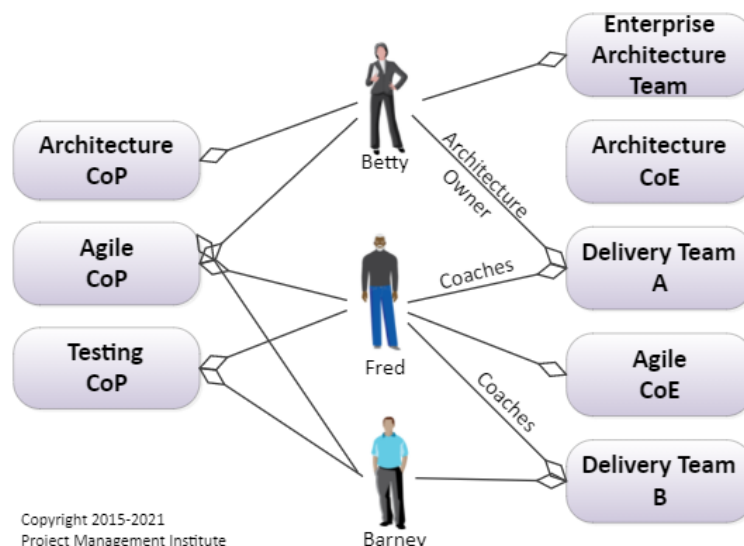 Enterprise
Architecture
Team
Architecture
CoP
Betty
Architecture
Owner
Architecture
CoE
Agile
CoP
Coaches
Delivery Team
A
Testing
CoP
Fred
Coaches
Agile
CoE
Delivery Team
B
Barney
Copyright 2015-2021
Project Management Institute